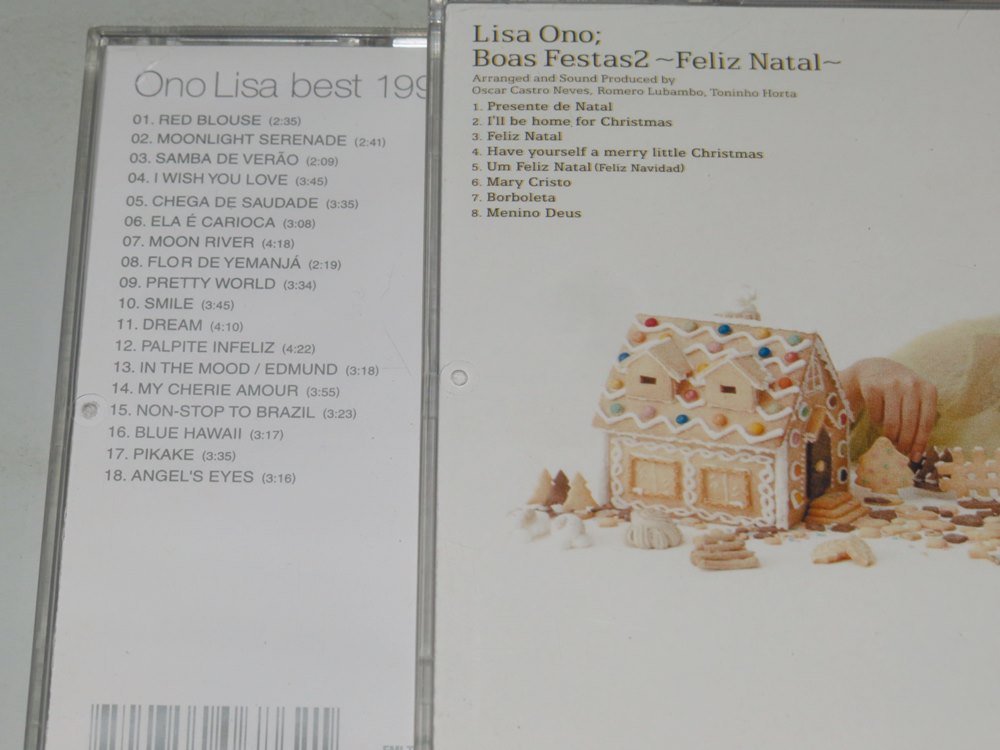 Ono Lisa best 199
01. RED BLOUSE (2:35)
02. MOONLIGHT SERENADE (2:41)
03. SAMBA DE VERÃO (2:09)
04. I WISH YOU LOVE (3:45)
05. CHEGA DE SAUDADE (3:35)
06. ELA É CARIOCA (3:08)
07. MOON RIVER (4:18)
08. FLOR DE YEMANJÁ (2:19)
09. PRETTY WORLD (3:34)
10. SMILE (3:45)
11. DREAM (4:10)
12. PALPITE INFELIZ (4:22)
13. IN THE MOOD / EDMUND (3:18)
14. MY CHERIE AMOUR (3:55)
15. NON-STOP TO BRAZIL (3:23)
16. BLUE HAWAII (3:17)
17. PIKAKE (3:35)
18. ANGEL'S EYES (3:16)
Lisa Ono;
Boas Festas2 ~Feliz Natal~
Arranged and Sound Produced by
Oscar Castro Neves, Romero Lubambo, Toninho Horta
1. Presente de Natal
2. I'll be home for Christmas
3. Feliz Natal
4. Have yourself a merry little Christmas
5. Um Feliz Natal (Feliz Navidad)
6. Mary Cristo
7. Borboleta
8. Menino Deus